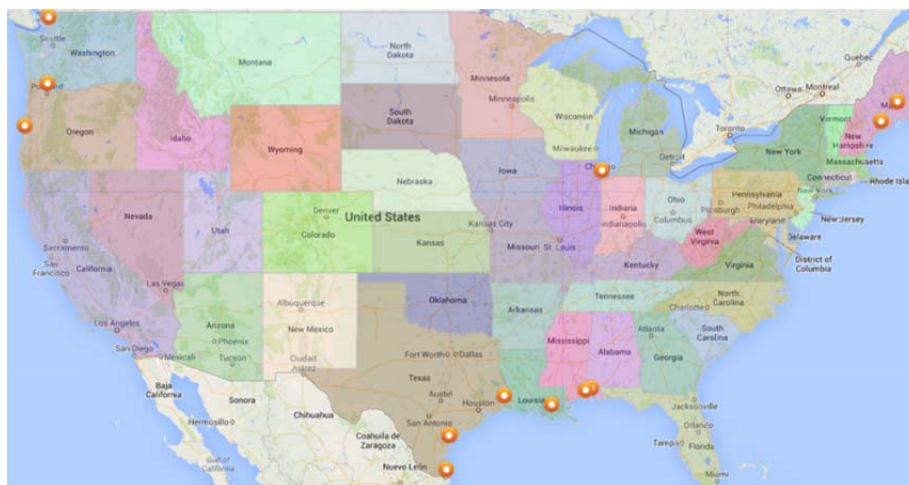 Seattle
Washington
Montana
North
Dakota
Minnesota
Minneapolis
Quebec
Ottawa
Montreal
Oregon
Idaho
South
Dakota
Wisconsin
Milwaukee
Michigan
Detroit
Toronto
Vermont
New
Hampshire
New York
Massachusetts
Wyoming
Iowa
Connecticut
New York
Nebraska
Illinois
Indiana
Indianapolis
Ohio
Columbus
Pittsburgh
Pennsylvania
Philadelphia
Maryland
New Jersey
Delaware
District of
Columbia
Nevada
Utah
Denver
Colorado
United States
Kansas
Kansas City
Missouri
St. Louis
West
Virginia
Virginia
Kentucky
Sacramento
San
Francisco
California
Las Vegas
Los Angeles
San Diego
Mexicali
Arizona
Phoenix
Tucson
Albuquerque
New Mexico
Ciudad
Juarez
Oklahoma
Arkansas
Tennessee
North
Carolina
Charlotte
South
Carolina
Atlanta
Georgia
Alabama
Mississippi
Fort Worth
Dallas
Texas
Austin
Houston
San Antonio
Jacksonville
Orlando
Tampa
Florida
Miami
Baja
California
Sonora
Hermosillo
Chihuahua
Coahuila de
Zaragoza
Nuevo León
Gulf of
California